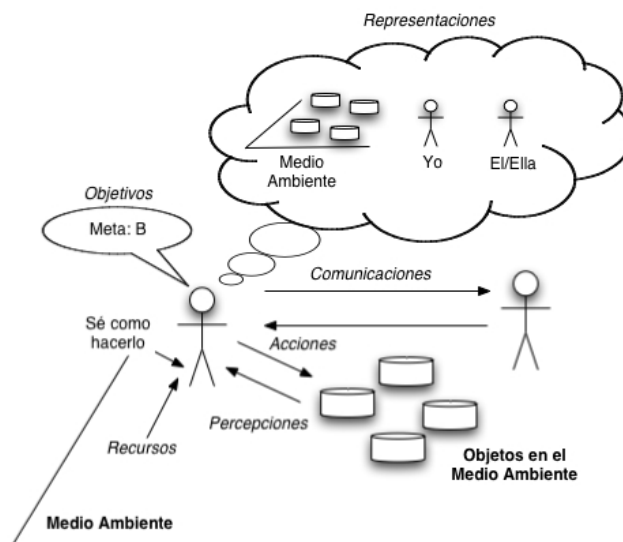 Representaciones
Medio
Ambiente
Yo
El/Ella
Objetivos
Meta: B
Comunicaciones
Sé como
hacerlo
Acciones
Percepciones
Recursos
Objetos en el
Medio Ambiente
Medio Ambiente